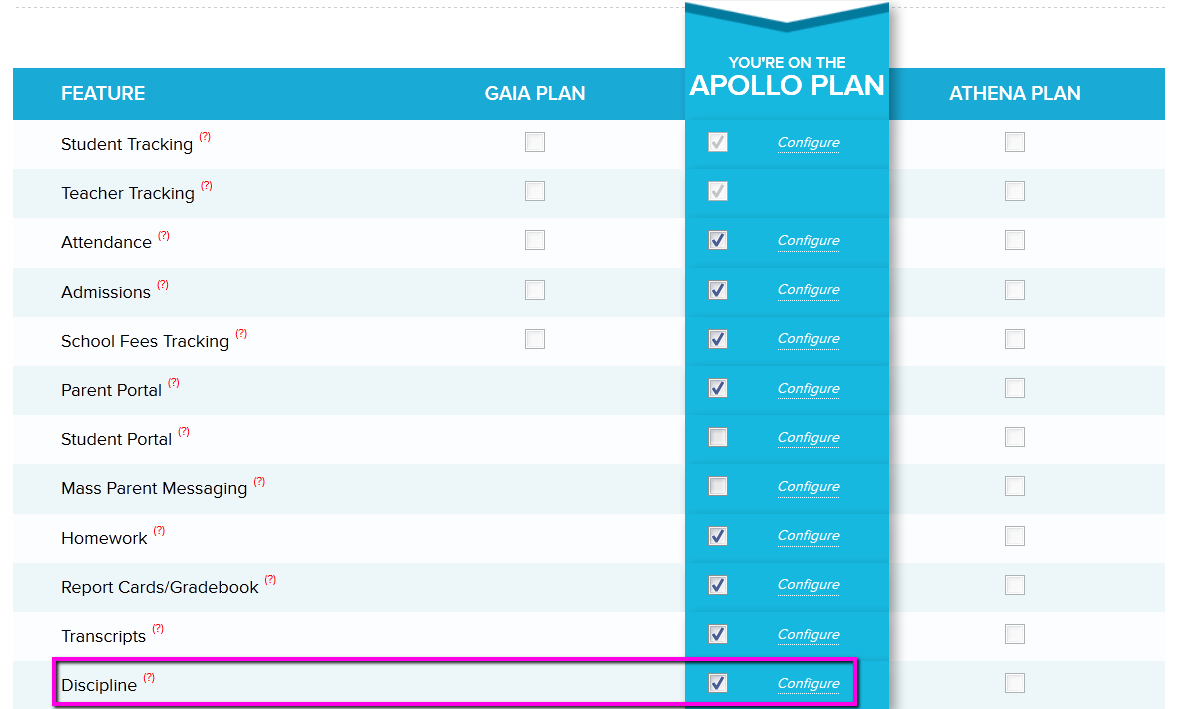 YOU'RE ON THE
FEATURE GAIA PLAN APOLLO PLAN ATHENA PLAN
Student Tracking (?) Configure
Teacher Tracking (?)
Attendance (?) Configure
Admissions (?) Configure
School Fees Tracking (?) Configure
Parent Portal (?) Configure
Student Portal (?) Configure
Mass Parent Messaging (?) Configure
Homework (?) Configure
Report Cards/Gradebook (?) Configure
Transcripts (?) Configure
Discipline (?) Configure